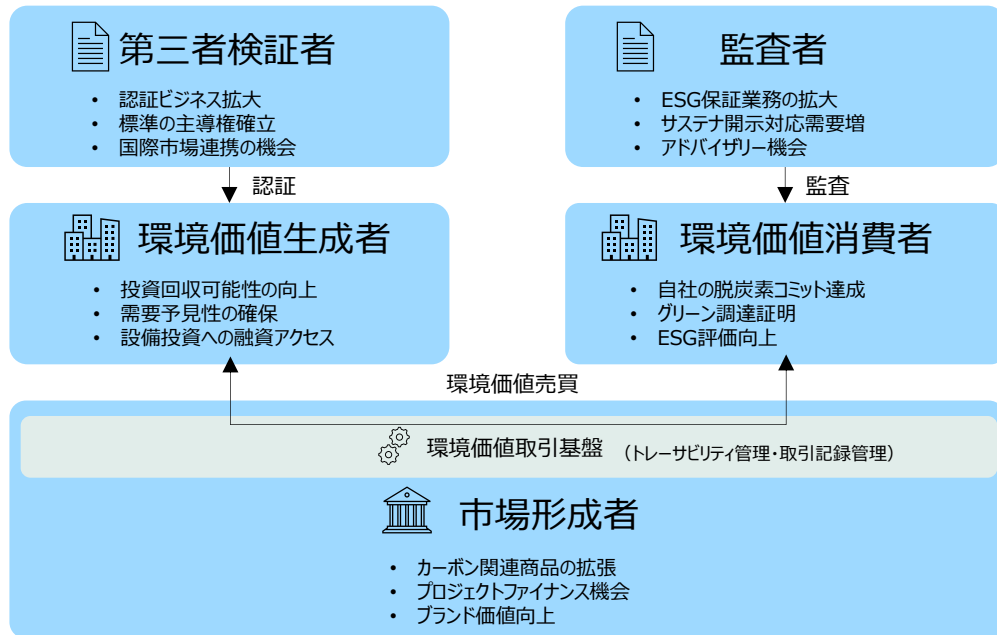 第三者検証者
• 認証ビジネス拡大
• 標準の主導権確立
• 国際市場連携の機会
監査者
• ESG保証業務の拡大
• サステナ開示対応需要増
• アドバイザリー機会
認証
監査
環境価値生成者
• 投資回収可能性の向上
• 需要予見性の確保
• 設備投資への融資アクセス
環境価値消費者
• 自社の脱炭素コミット達成
• グリーン調達証明
• ESG評価向上
環境価値売買
環境価値取引基盤 (トレーサビリティ管理・取引記録管理)
市場形成者
• カーボン関連商品の拡張
• プロジェクトファイナンス機会
• ブランド価値向上